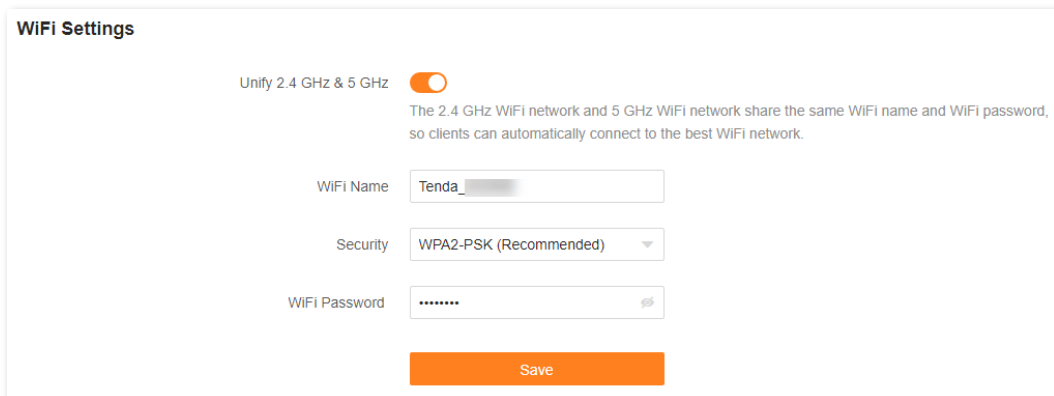 WiFi Settings
Unify 2.4 GHz & 5 GHz
The 2.4 GHz WiFi network and 5 GHz WiFi network share the same WiFi name and WiFi password,
so clients can automatically connect to the best WiFi network.
WiFi Name Tenda_
Security WPA2-PSK (Recommended)
WiFi Password ••••••••
Save